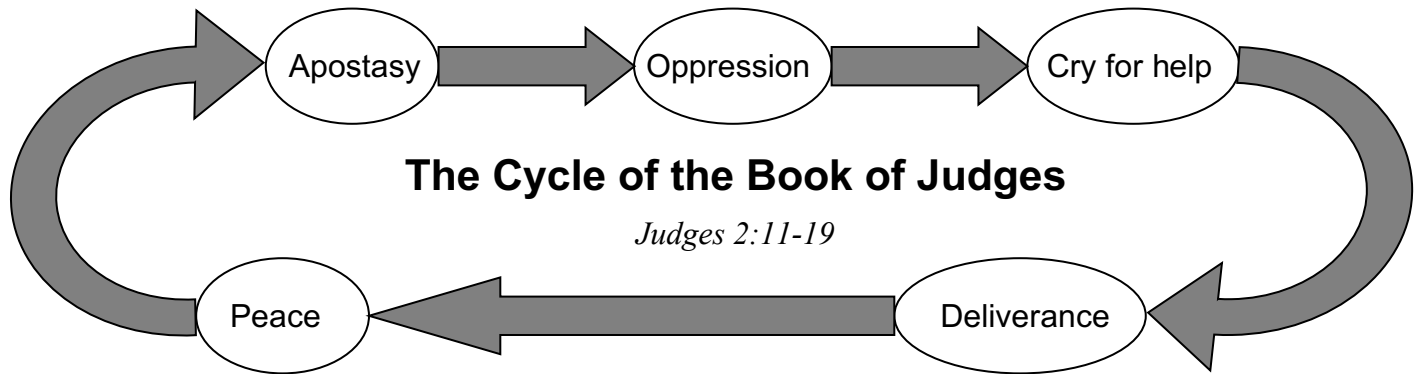 Apostasy
Oppression
Cry for help
The Cycle of the Book of Judges
Judges 2:11-19
Peace
Deliverance